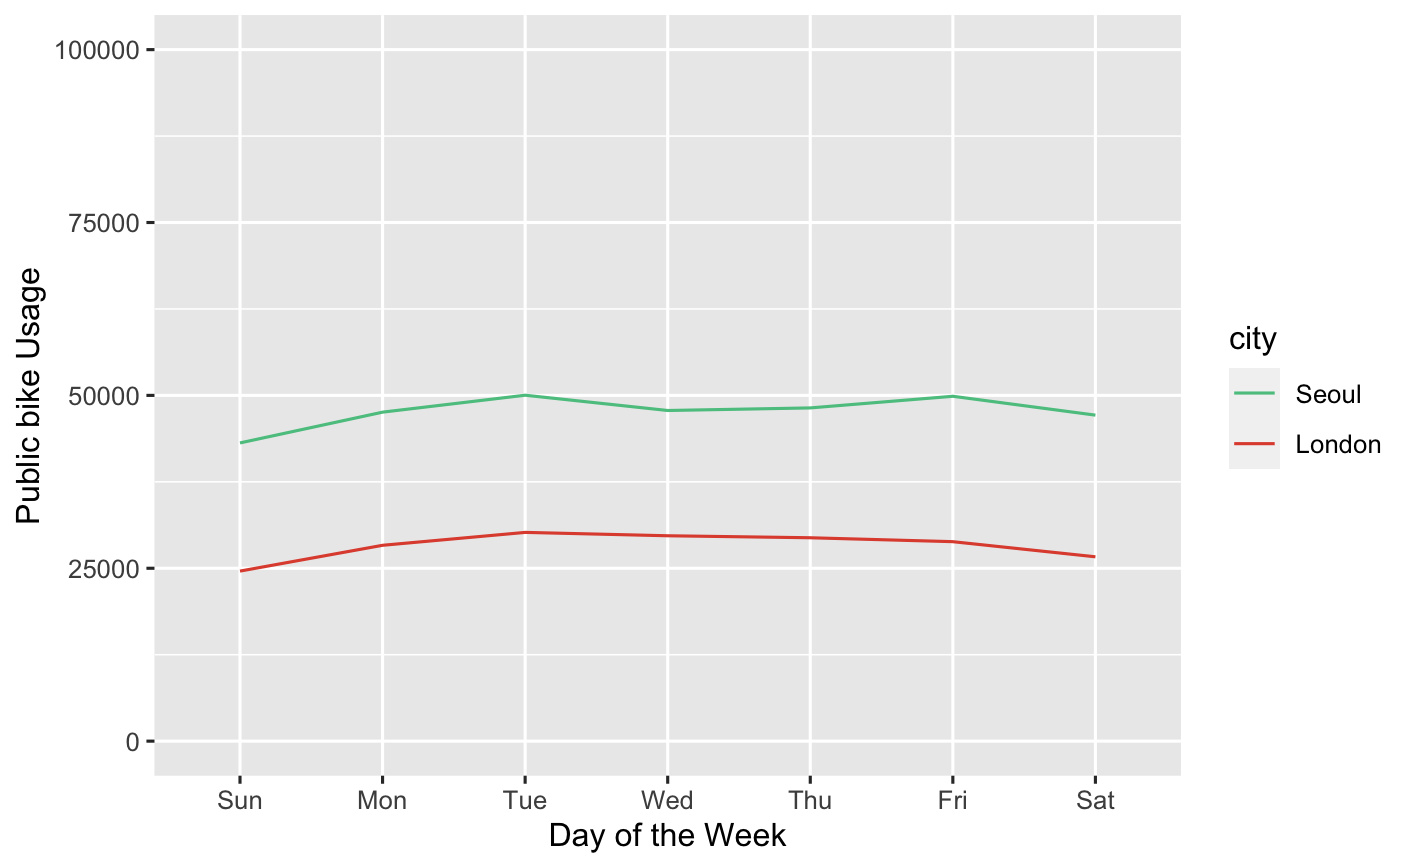 100000
75000
50000
25000
0
Public bike Usage
Sun Mon Tue Wed Thu Fri Sat
Day of the Week
city
Seoul
London